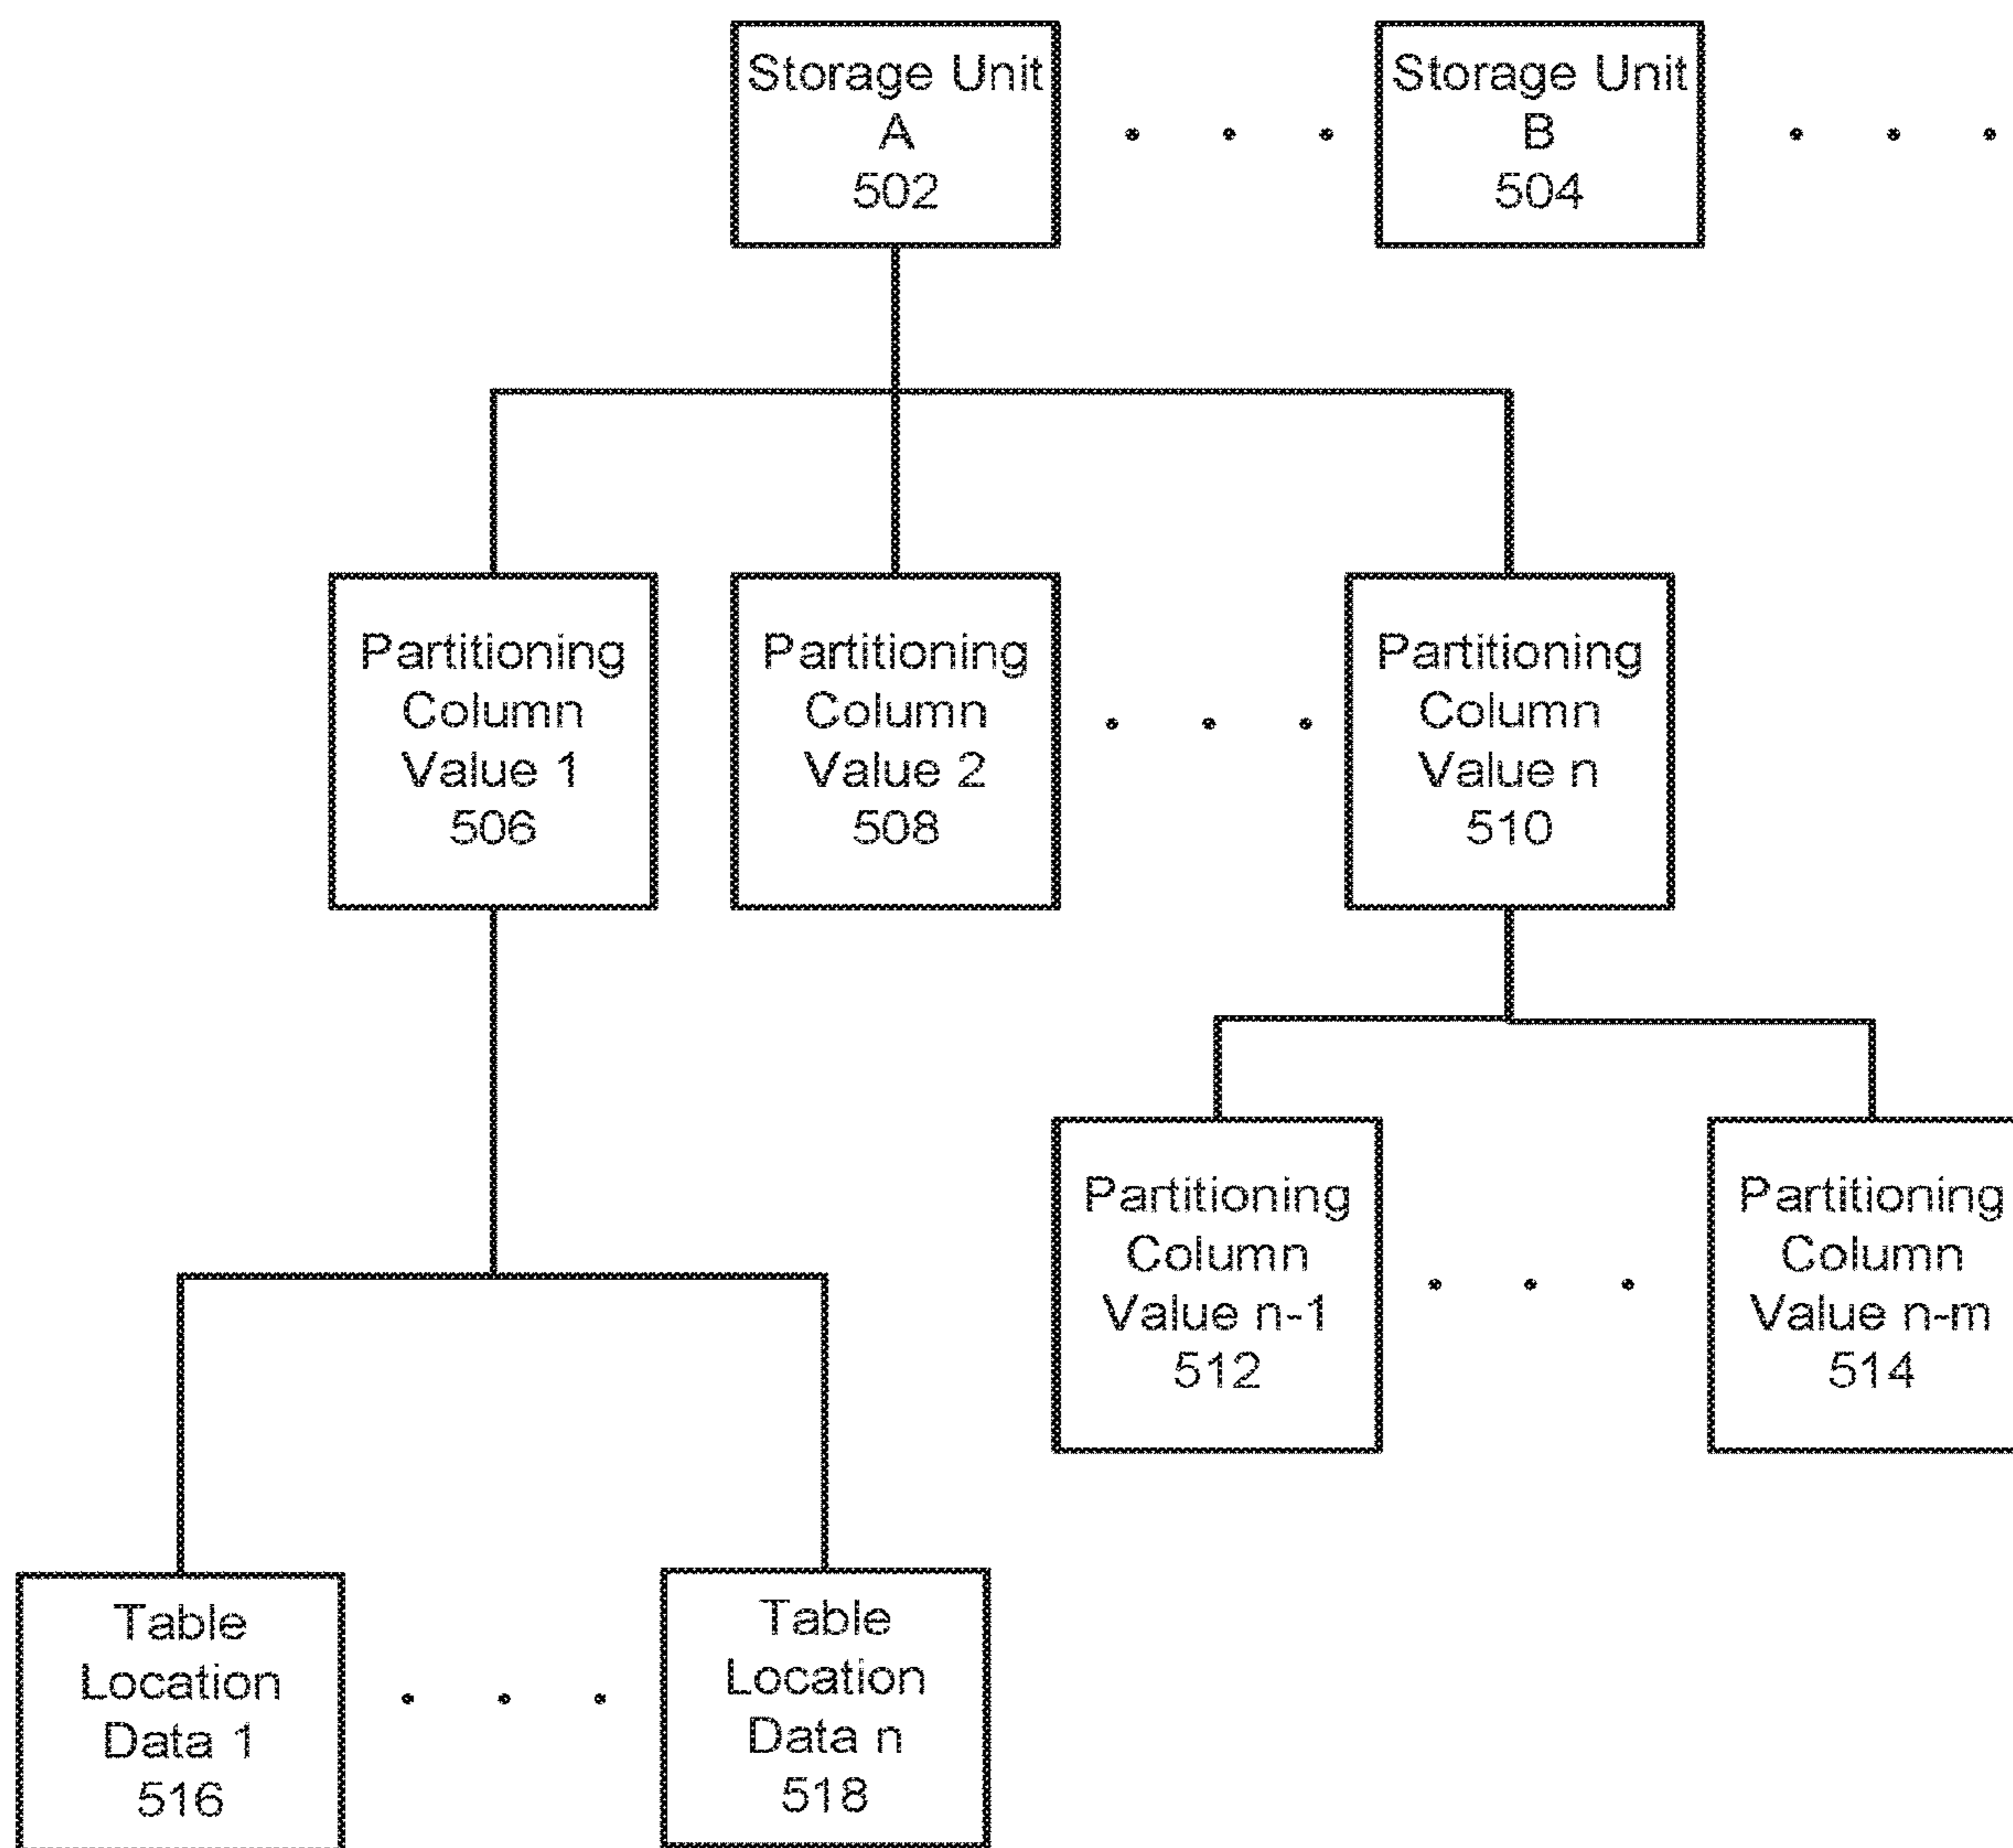 Storage Unit
A
502
Storage Unit
B
504
Partitioning
Column
Value 1
506
Partitioning
Column
Value 2
508
Partitioning
Column
Value n
510
Partitioning
Column
Value n-1
512
Partitioning
Column
Value n-m
514
Table
Location
Data 1
516
Table
Location
Data n
518